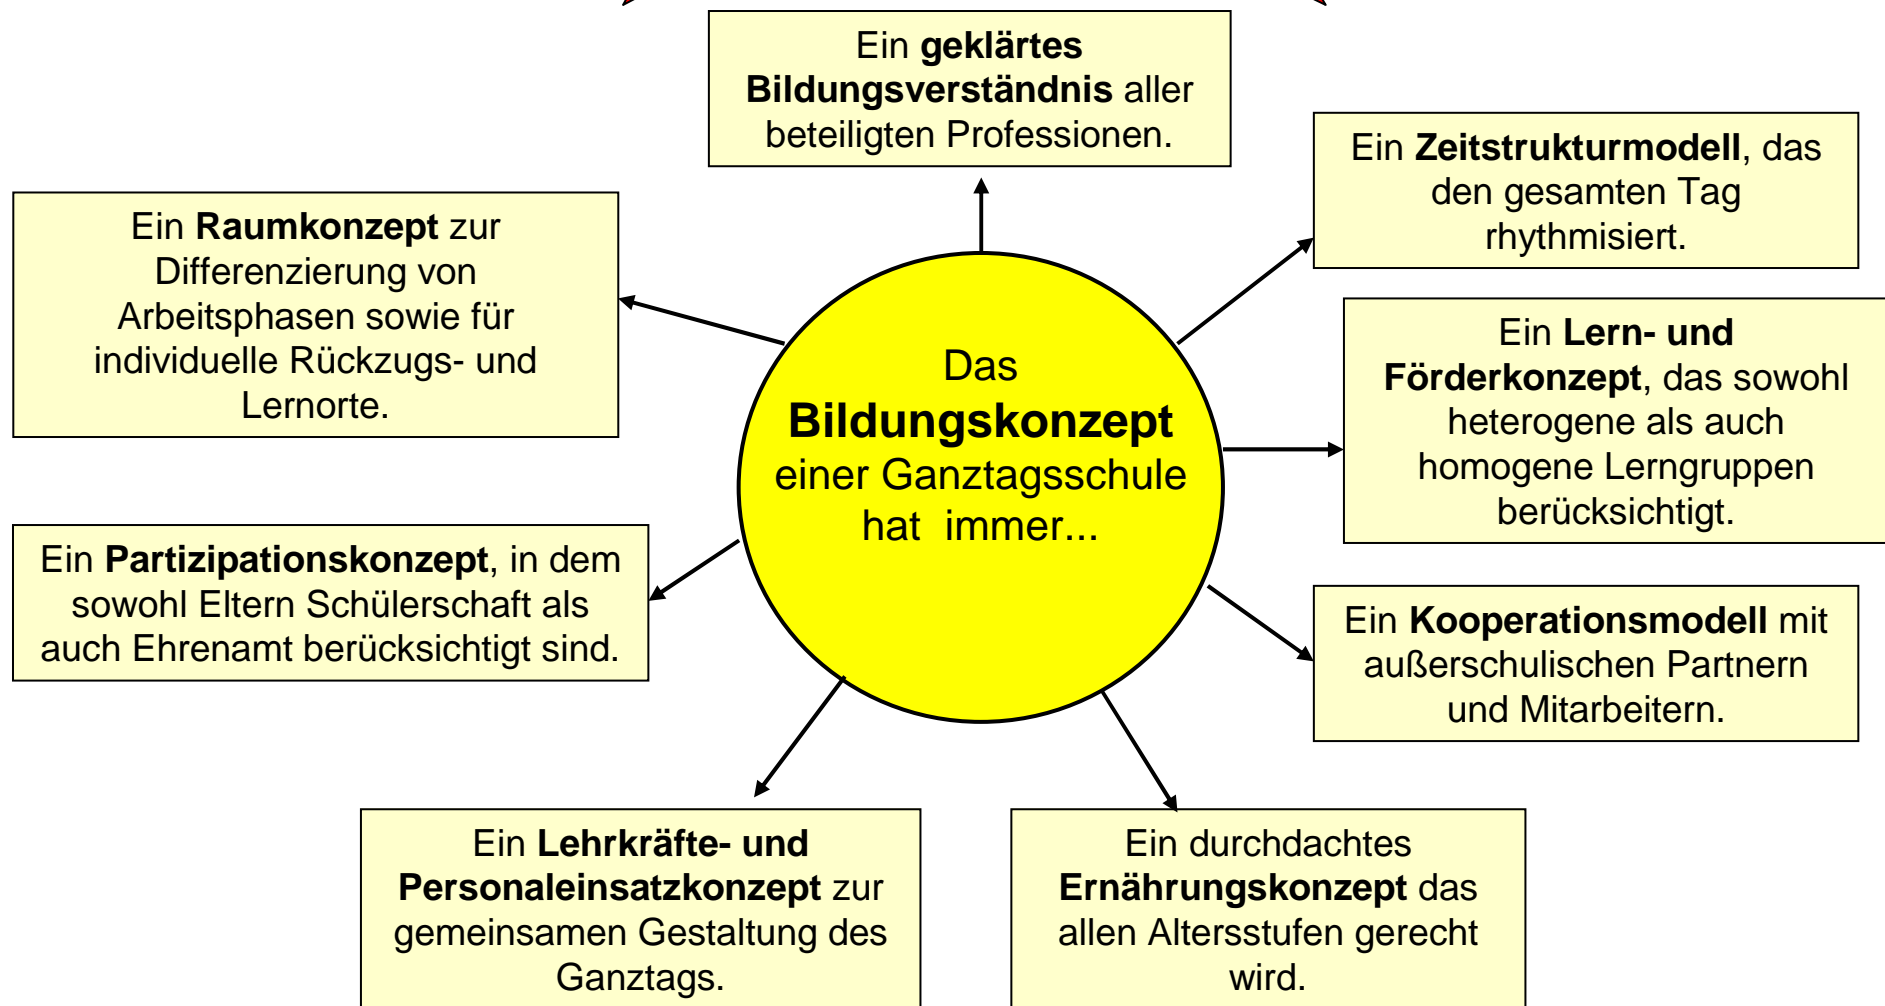 Ein geklärtes
Bildungsverständnis aller
beteiligten Professionen.
Ein Zeitstrukturmodell, das
den gesamten Tag
rhythmisiert.
Ein Raumkonzept zur
Differenzierung von
Arbeitsphasen sowie für
individuelle Rückzugs- und
Lernorte.
Ein Lern- und
Förderkonzept, das sowohl
heterogene als auch
homogene Lerngruppen
berücksichtigt.
Das
Bildungskonzept
einer Ganztagsschule
hat  immer...
Ein Partizipationskonzept, in dem
sowohl Eltern Schülerschaft als
auch Ehrenamt berücksichtigt sind.
Ein Kooperationsmodell mit
außerschulischen Partnern
und Mitarbeitern.
Ein Lehrkräfte- und
Personaleinsatzkonzept zur
gemeinsamen Gestaltung des
Ganztags.
Ein durchdachtes
Ernährungskonzept das
allen Altersstufen gerecht
wird.